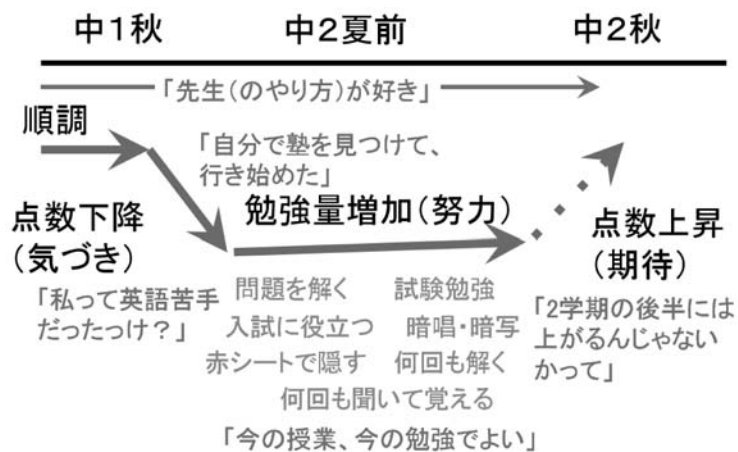 中1秋 中2夏前 中2秋
「先生(のやり方)が好き」
順調
「自分で塾を見つけて、
行き始めた」
点数下降
(気づき)
勉強量増加(努力)
点数上昇
(期待)
「私って英語苦手
だったっけ?」
問題を解く 試験勉強
入試に役立つ 暗唱・暗写
赤シートで隠す 何回も解く
何回も聞いて覚える
「今の授業、今の勉強でよい」
「2学期の後半には
上がるんじゃない
かって」